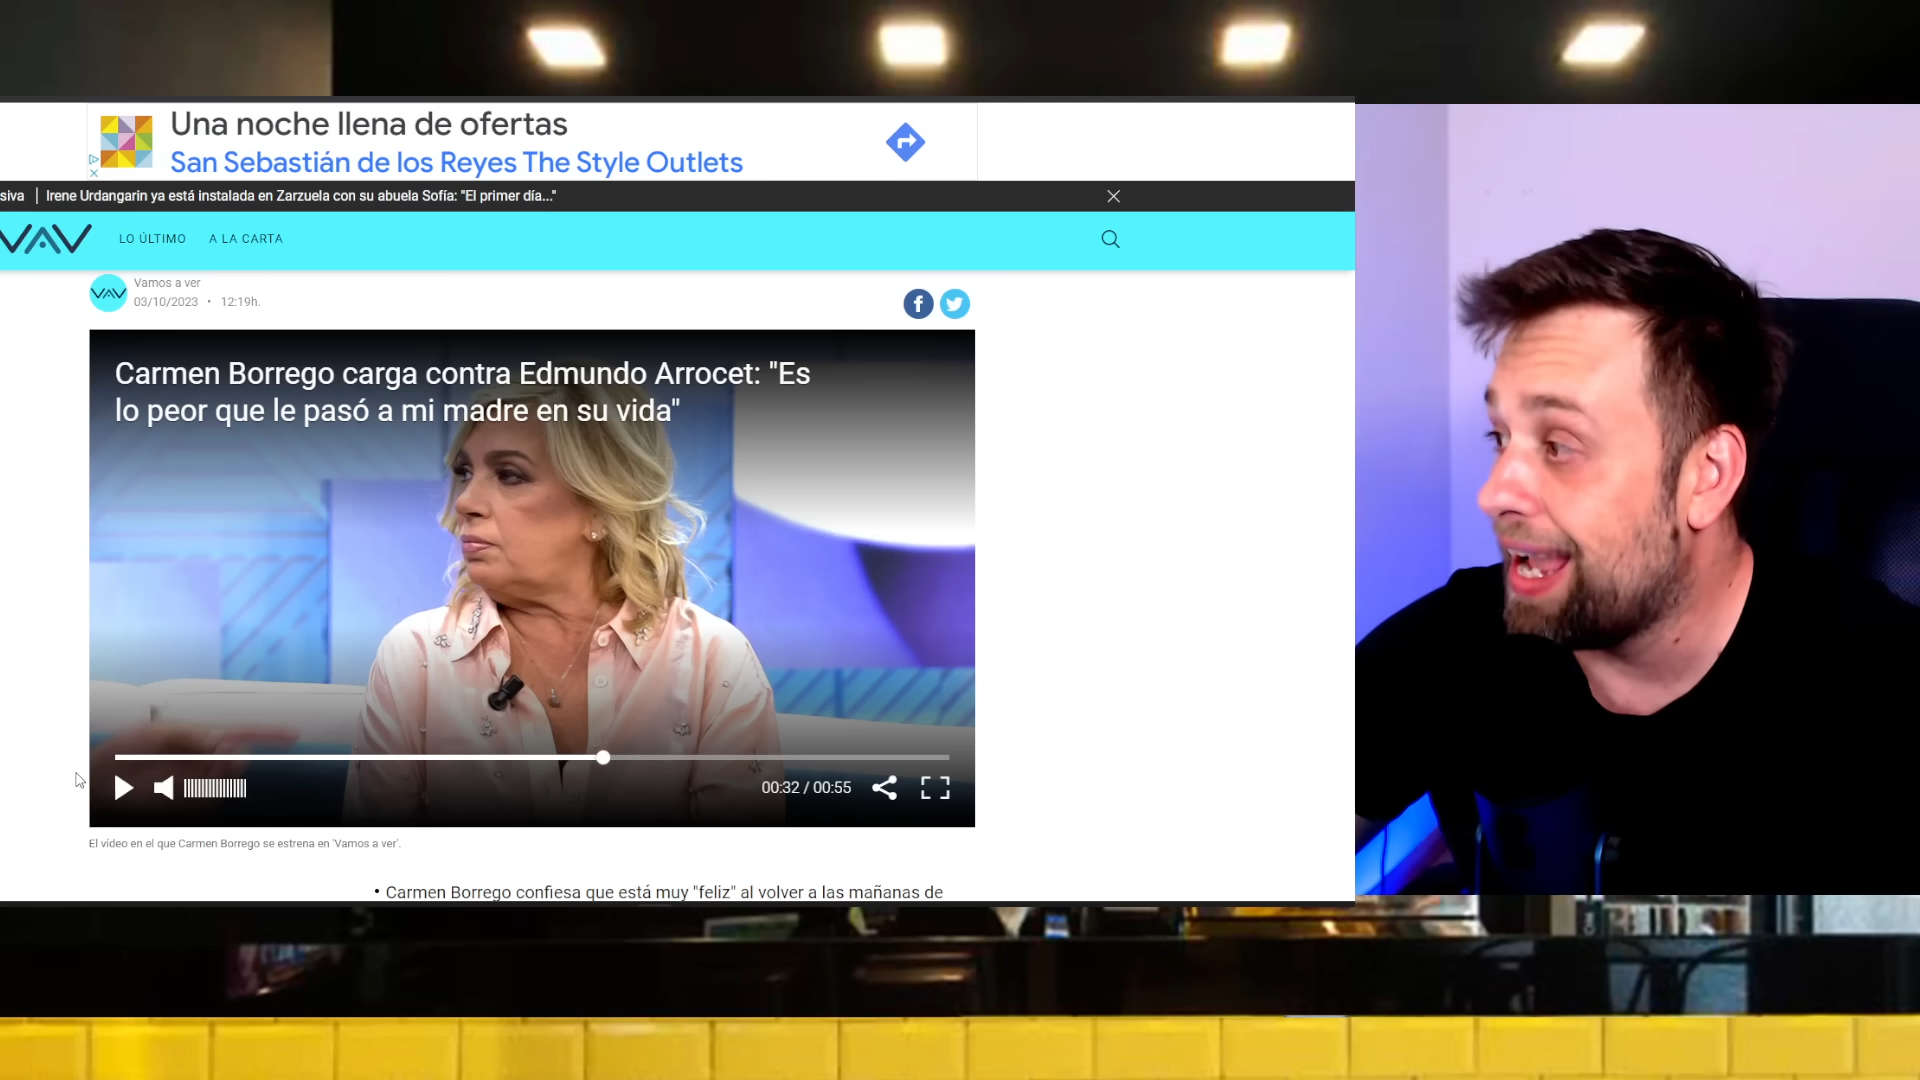 Una noche llena de ofertas
San Sebastián de los Reyes The Style Outlets
siva | Irene Urdangarin ya está instalada en Zarzuela con su abuela Sofía: "El primer día..."
VAV LO ÚLTIMO A LA CARTA
VAV
Vamos a ver
03/10/2023 • 12:19h.
Carmen Borrego carga contra Edmundo Arrocet: "Es
lo peor que le pasó a mi madre en su vida"
00:32 / 00:55
El vídeo en el que Carmen Borrego se estrena en 'Vamos a ver'.
• Carmen Borrego confiesa que está muy "feliz" al volver a las mañanas de